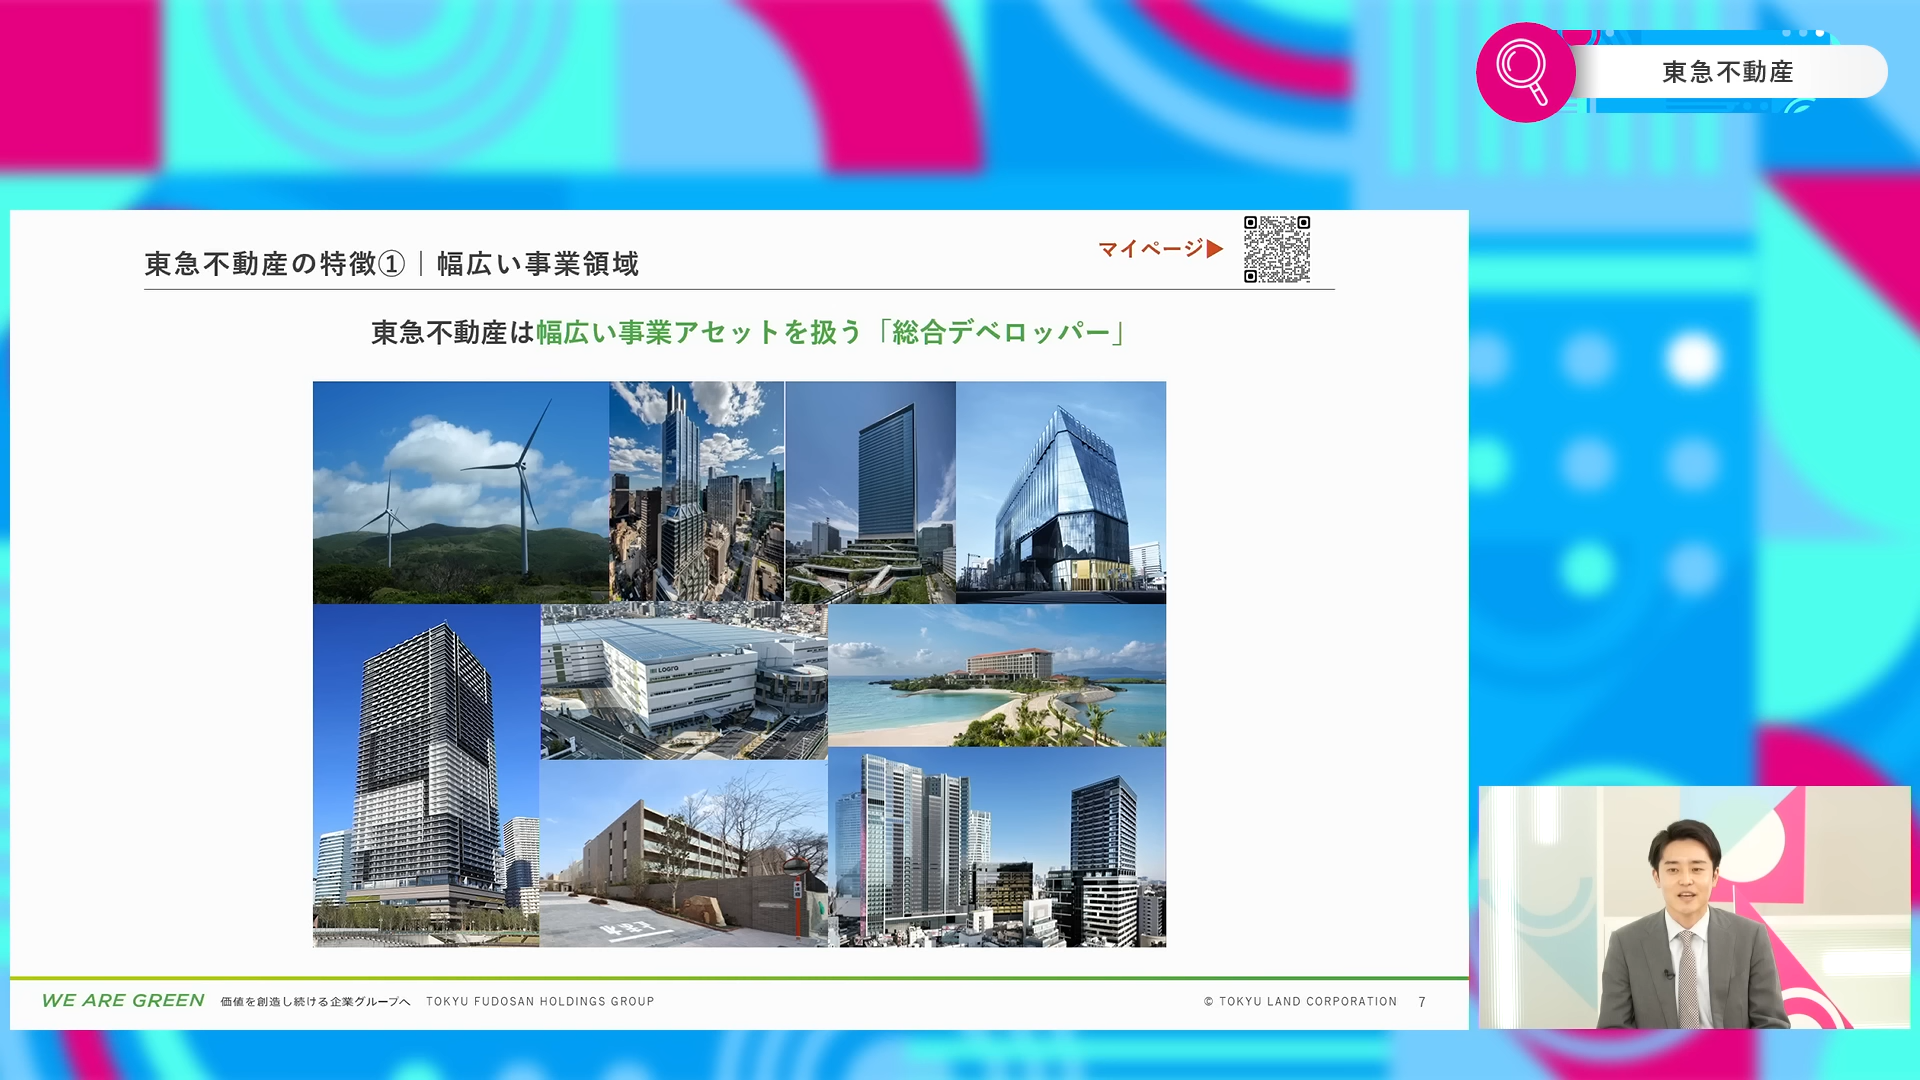 東急不動産
東急不動産の特徴①｜幅広い事業領域
マイページ▶
東急不動産は幅広い事業アセットを扱う「総合デベロッパー」
LOGI'Q
WE ARE GREEN 価値を創造し続ける企業グループへ TOKYU FUDOSAN HOLDINGS GROUP
© TOKYU LAND CORPORATION 7